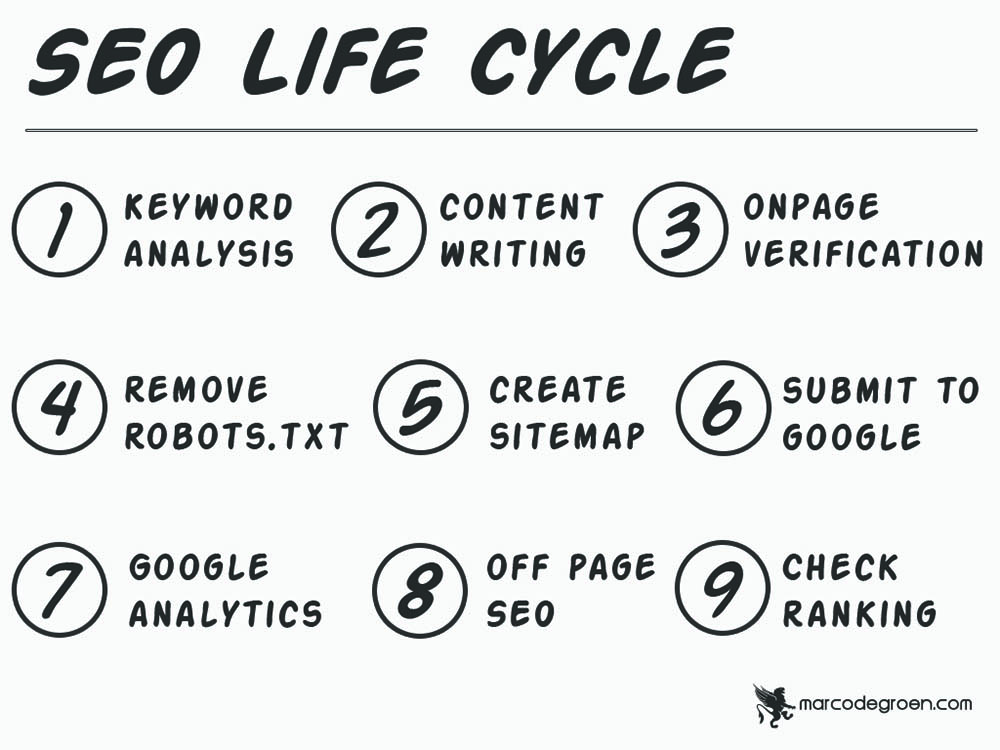 SEO LIFE CYCLE
1 KEYWORD
ANALYSIS
2 CONTENT
WRITING
3 ONPAGE
VERIFICATION
4 REMOVE
ROBOTS.TXT
5 CREATE
SITEMAP
6 SUBMIT TO
GOOGLE
7 GOOGLE
ANALYTICS
8 OFF PAGE
SEO
9 CHECK
RANKING
marcodegroen.com